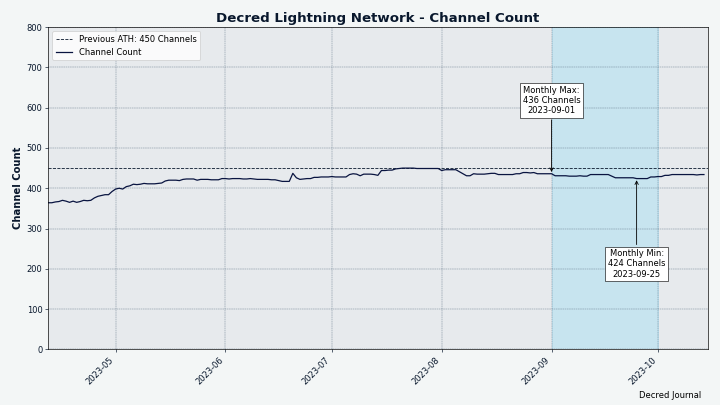 Decred Lightning Network - Channel Count
Previous ATH: 450 Channels
Channel Count
Channel Count
800
700
600
500
400
300
200
100
0
Monthly Max:
436 Channels
2023-09-01
Monthly Min:
424 Channels
2023-09-25
2023-05
2023-06
2023-07
2023-08
2023-09
2023-10
Decred Journal